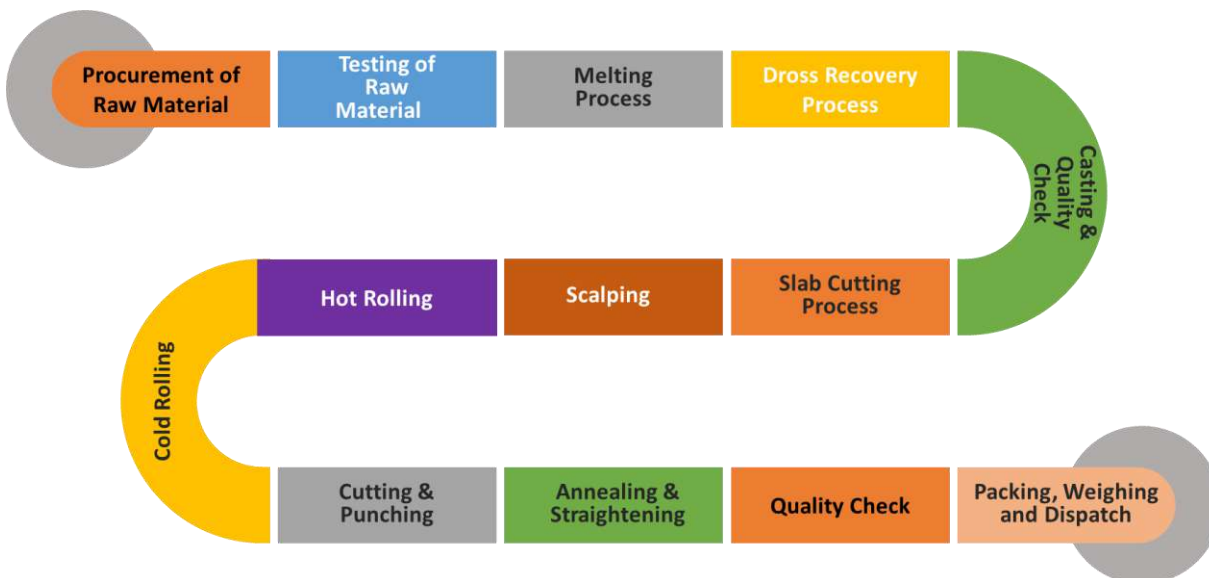 Procurement of
Raw Material
Testing of
Raw
Material
Melting
Process
Dross Recovery
Process
Casting &
Quality
Check
Slab Cutting
Process
Scalping
Hot Rolling
Cold Rolling
Cutting &
Punching
Annealing &
Straightening
Quality Check
Packing, Weighing
and Dispatch